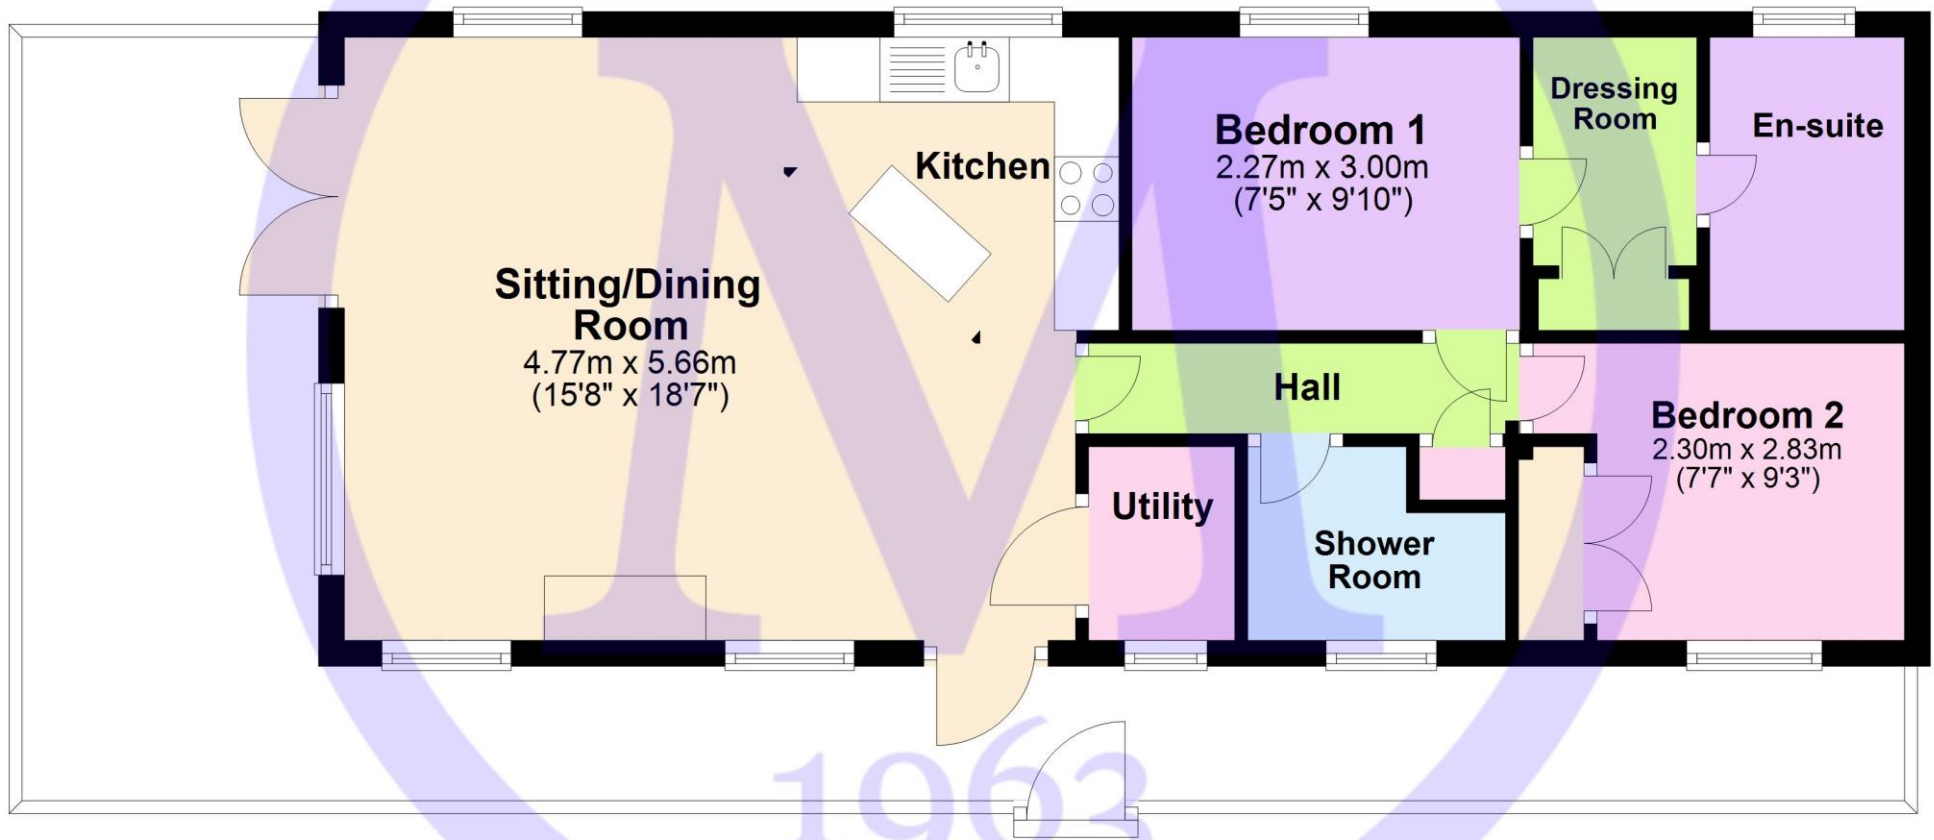 Sitting/Dining
Room
4.77m x 5.66m
(15'8" x 18'7")
Kitchen
Bedroom 1
2.27m x 3.00m
(7'5" x 9'10")
Dressing
Room
En-suite
Hall
Bedroom 2
2.30m x 2.83m
(7'7" x 9'3")
Utility
Shower
Room
M
1963